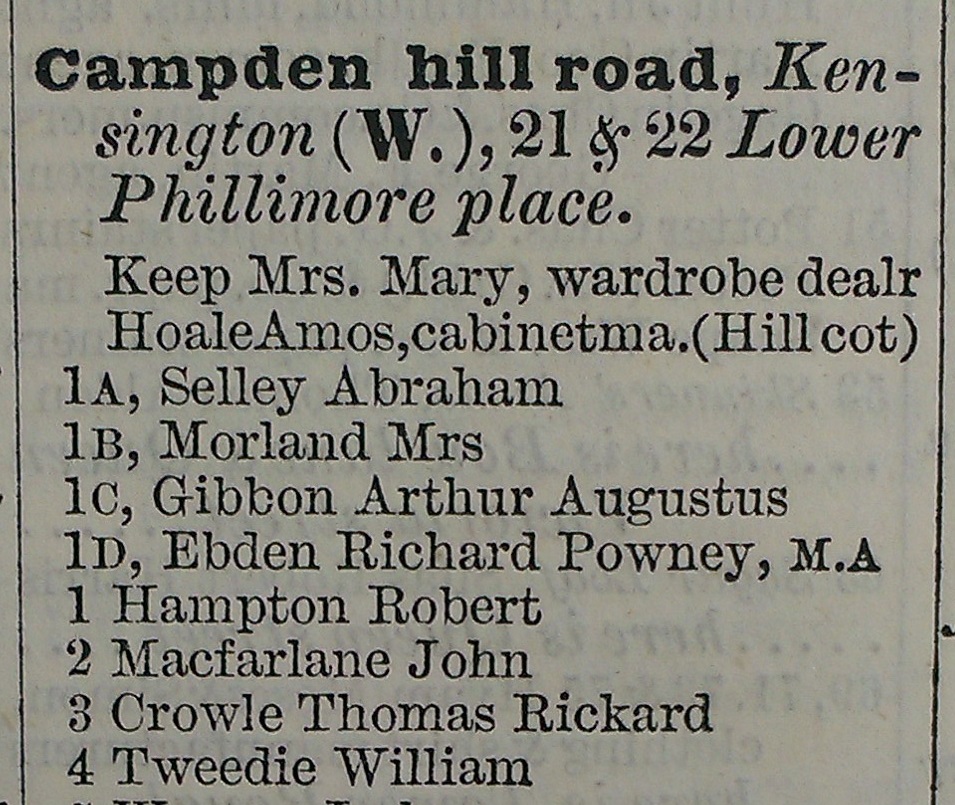 Campden hill road, Ken-
sington (W.), 21 & 22 Lower
Phillimore place.
Keep Mrs. Mary, wardrobe dealr
Hoale Amos, cabinetma. (Hill cot)
1A, Selley Abraham
1B, Morland Mrs
1C, Gibbon Arthur Augustus
1D, Ebden Richard Powney, M.A
1 Hampton Robert
2 Macfarlane John
3 Crowle Thomas Rickard
4 Tweedie William